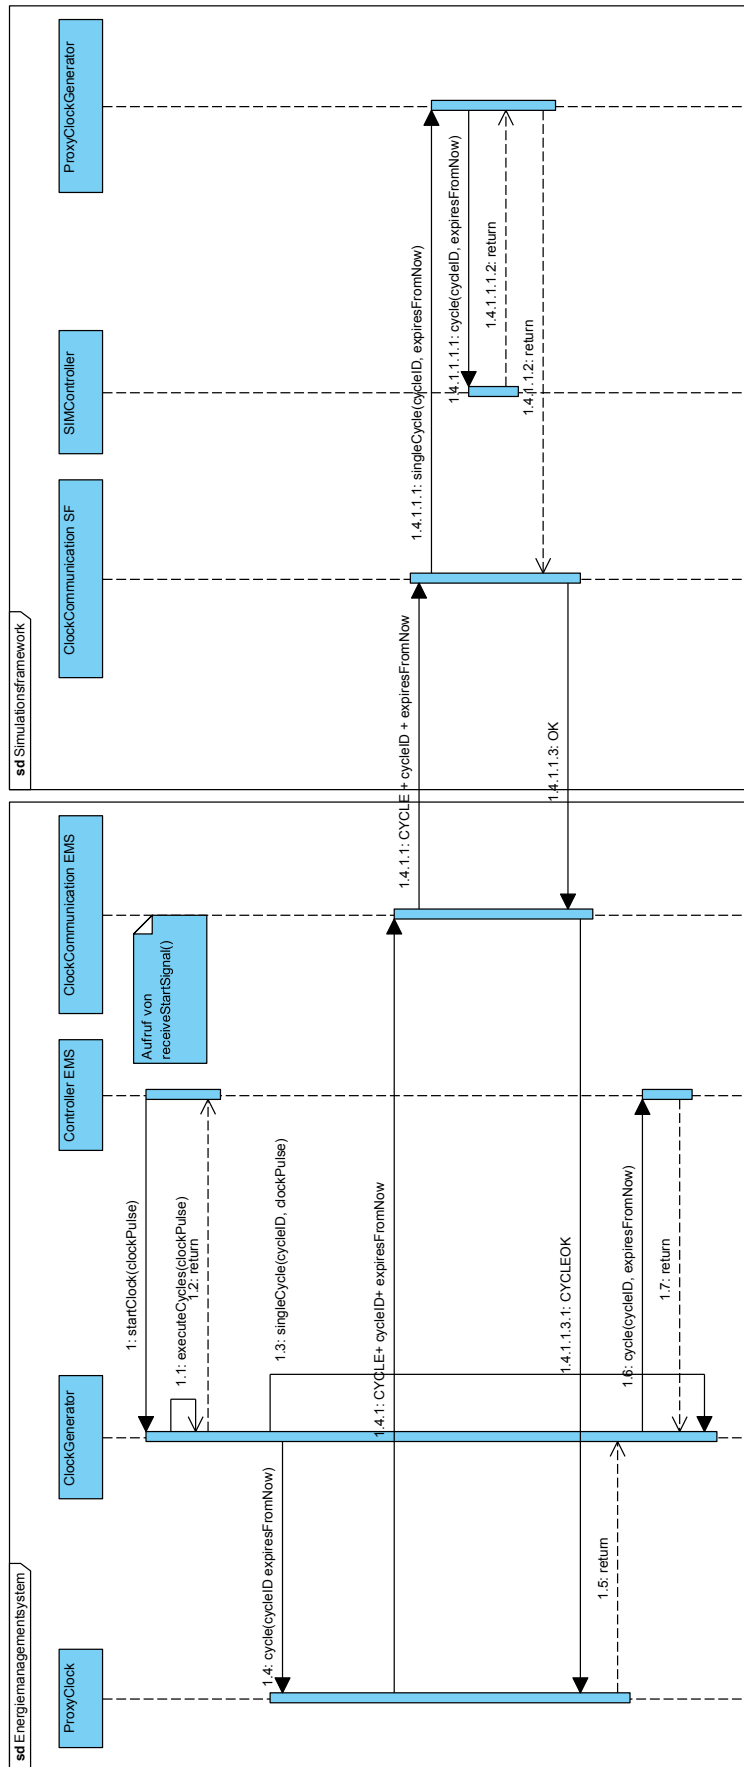 sd Energiemanagementsystem
ProxyClock
ClockGenerator
Controller EMS
ClockCommunication EMS
Aufruf von
receiveStartSignal()
1: startClock(clockPulse)
1.1: executeCycles(clockPulse)
1.2: return
1.3: singleCycle(cycleID, clockPulse)
1.4: cycle(cycleID expiresFromNow)
1.4.1: CYCLE+ cycleID+ expiresFromNow
1.4.1.1.3.1: CYCLEOK
1.5: return
1.6: cycle(cycleID, expiresFromNow)
1.7: return
sd Simulationsframework
ClockCommunication SF
SIMController
ProxyClockGenerator
1.4.1.1: CYCLE + cycleID + expiresFromNow
1.4.1.1.1: singleCycle(cycleID, expiresFromNow)
1.4.1.1.1.1: cycle(cycleID, expiresFromNow)
1.4.1.1.1.2: return
1.4.1.1.2: return
1.4.1.1.3: OK